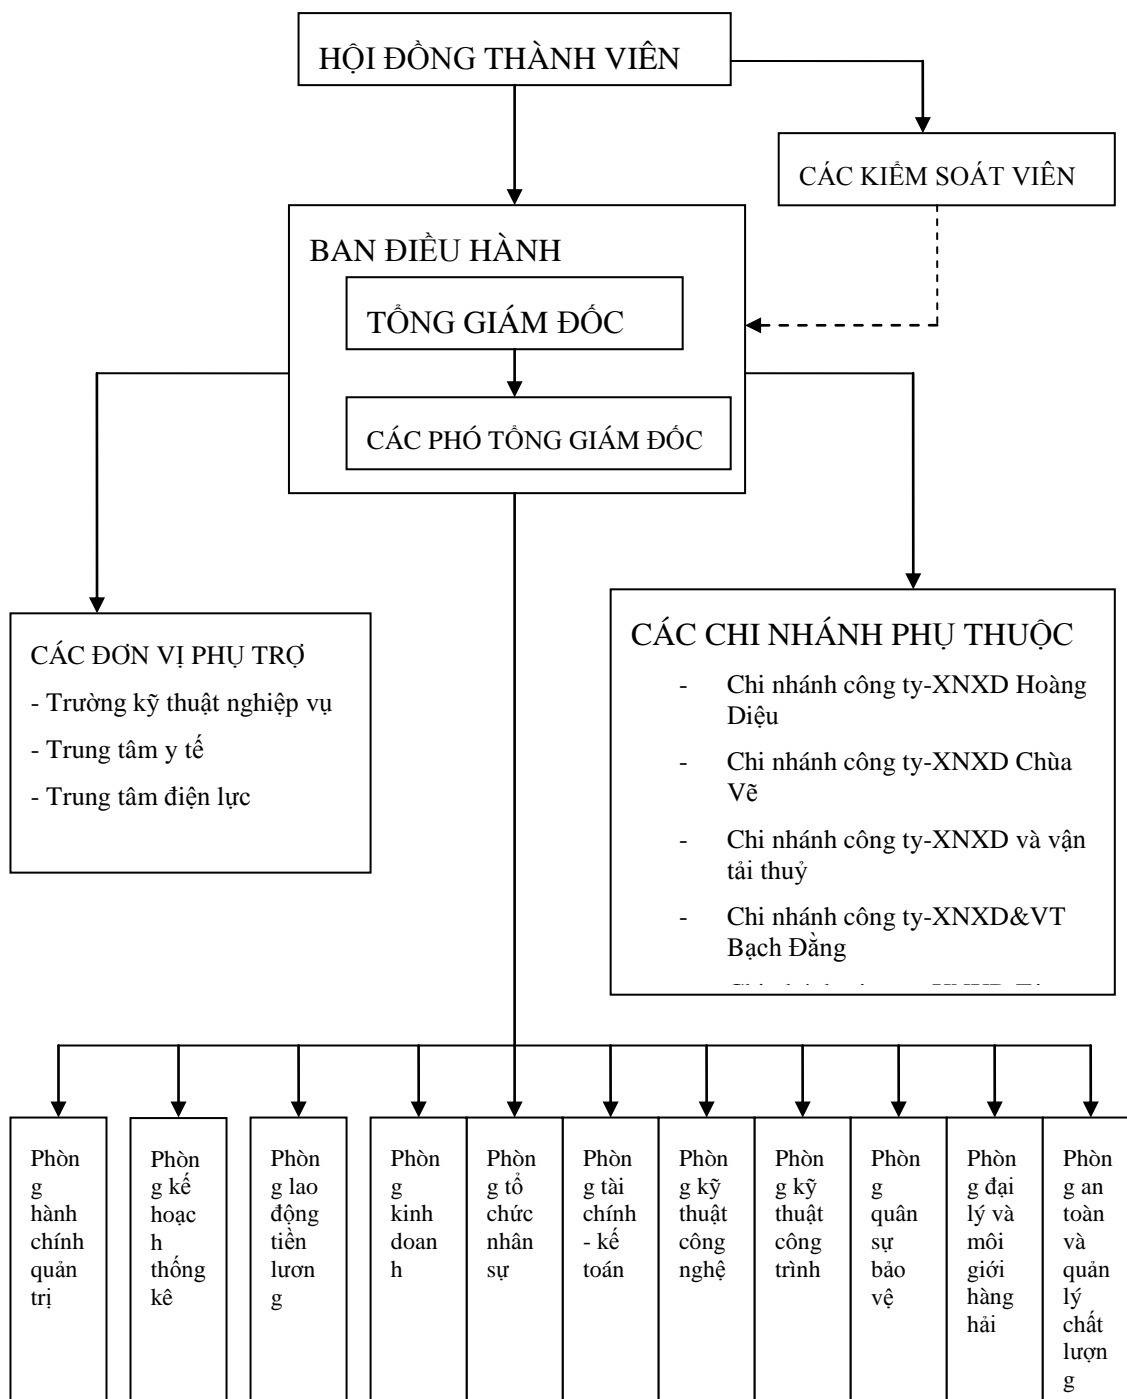 HỘI ĐỒNG THÀNH VIÊN
CÁC KIỂM SOÁT VIÊN
BAN ĐIỀU HÀNH
TỔNG GIÁM ĐỐC
CÁC PHÓ TỔNG GIÁM ĐỐC
CÁC ĐƠN VỊ PHỤ TRỢ
- Trường kỹ thuật nghiệp vụ
- Trung tâm y tế
- Trung tâm điện lực
CÁC CHI NHÁNH PHỤ THUỘC
- Chi nhánh công ty-XNXD Hoàng
Diệu
- Chi nhánh công ty-XNXD Chùa
Vẽ
- Chi nhánh công ty-XNXD và vận
tải thuỷ
- Chi nhánh công ty-XNXD&VT
Bạch Đằng
Phòn
g
hành
chính
quản
trị
Phòn
g kế
hoạc
h
thống
kê
Phòn
g lao
động
tiền
lươn
g
Phòn
g
kinh
doan
h
Phòn
g tổ
chức
nhân
sự
Phòn
g tài
chính
- kế
toán
Phòn
g kỹ
thuật
công
nghệ
Phòn
g kỹ
thuật
công
trình
Phòn
g
quân
sự
bảo
vệ
Phòn
g đại
lý và
môi
giới
hàng
hải
Phòn
g an
toàn
và
quản
lý
chất
lượn
g